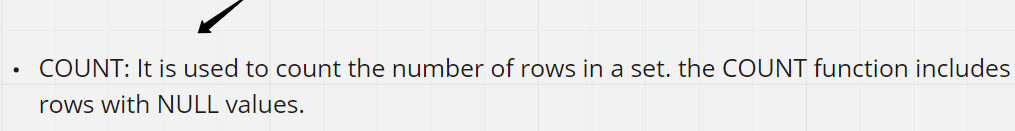 • COUNT: It is used to count the number of rows in a set. the COUNT function includes
rows with NULL values.